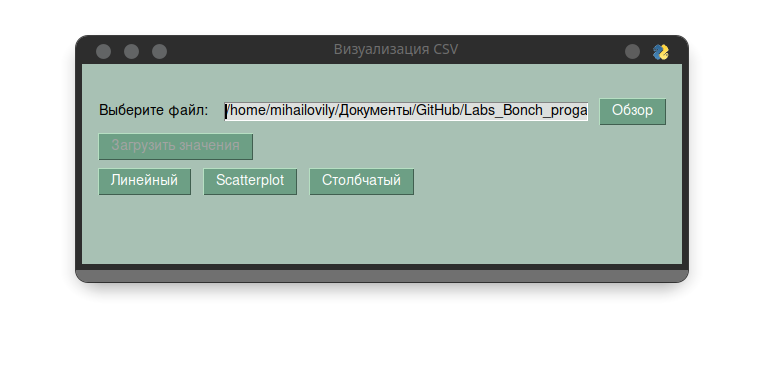 Визуализация CSV
Выберите файл: /home/mihailovily/Документы/GitHub/Labs_Bonch_proga Обзор
Загрузить значения
Линейный Scatterplot Столбчатый